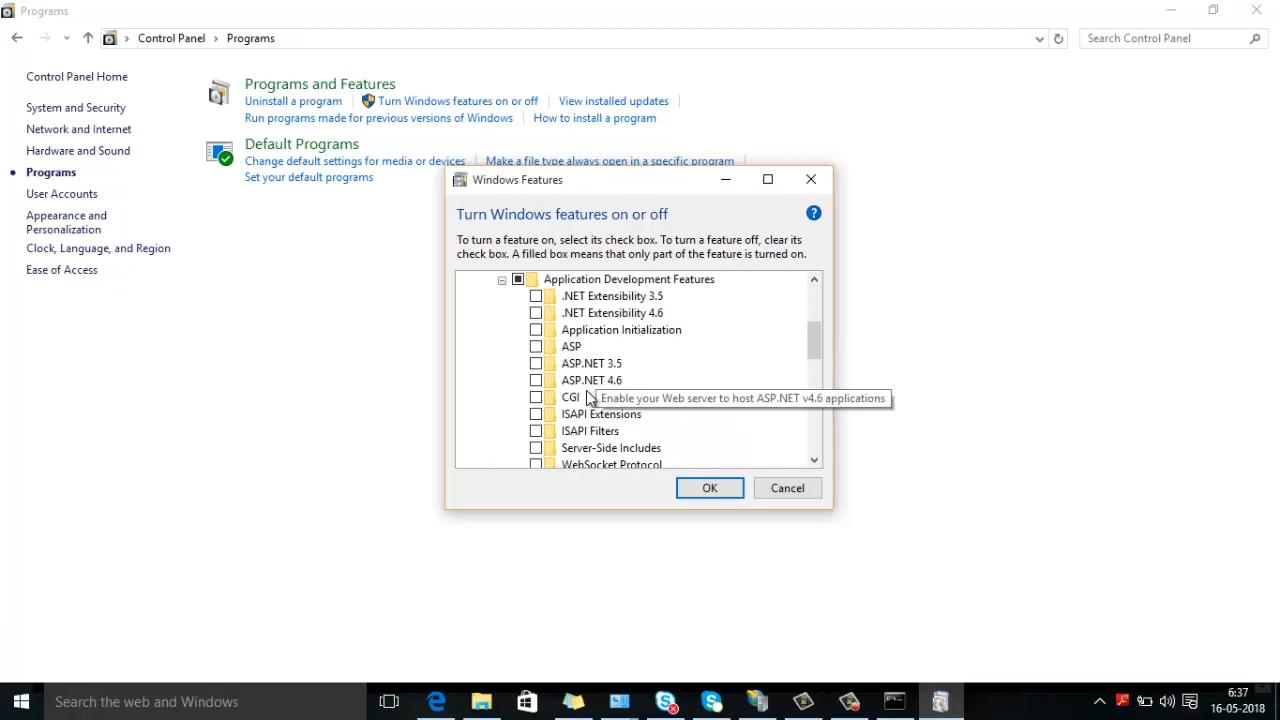 Programs
Control Panel > Programs
Search Control Panel
Control Panel Home
System and Security
Network and Internet
Hardware and Sound
Programs
User Accounts
Appearance and
Personalization
Clock, Language, and Region
Ease of Access
Programs and Features
Uninstall a program
Turn Windows features on or off
View installed updates
Run programs made for previous versions of Windows
How to install a program
Default Programs
Change default settings for media or devices
Make a file type always open in a specific program
Set your default programs
Windows Features
Turn Windows features on or off
To turn a feature on, select its check box. To turn a feature off, clear its
check box. A filled box means that only part of the feature is turned on.
Application Development Features
.NET Extensibility 3.5
.NET Extensibility 4.6
Application Initialization
ASP
ASP.NET 3.5
ASP.NET 4.6
CGI
Enable your Web server to host ASP.NET v4.6 applications
ISAPI Extensions
ISAPI Filters
Server-Side Includes
WebSocket Protocol
OK
Cancel
Search the web and Windows
6:37
16-05-2018